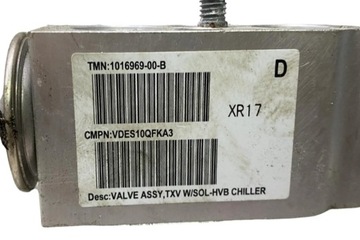 TMN:1016969-00-B
D
XR17
CMPN:VDES10QFKA3
Desc:VALVE ASSY,TXV W/SOL-HVB CHILLER